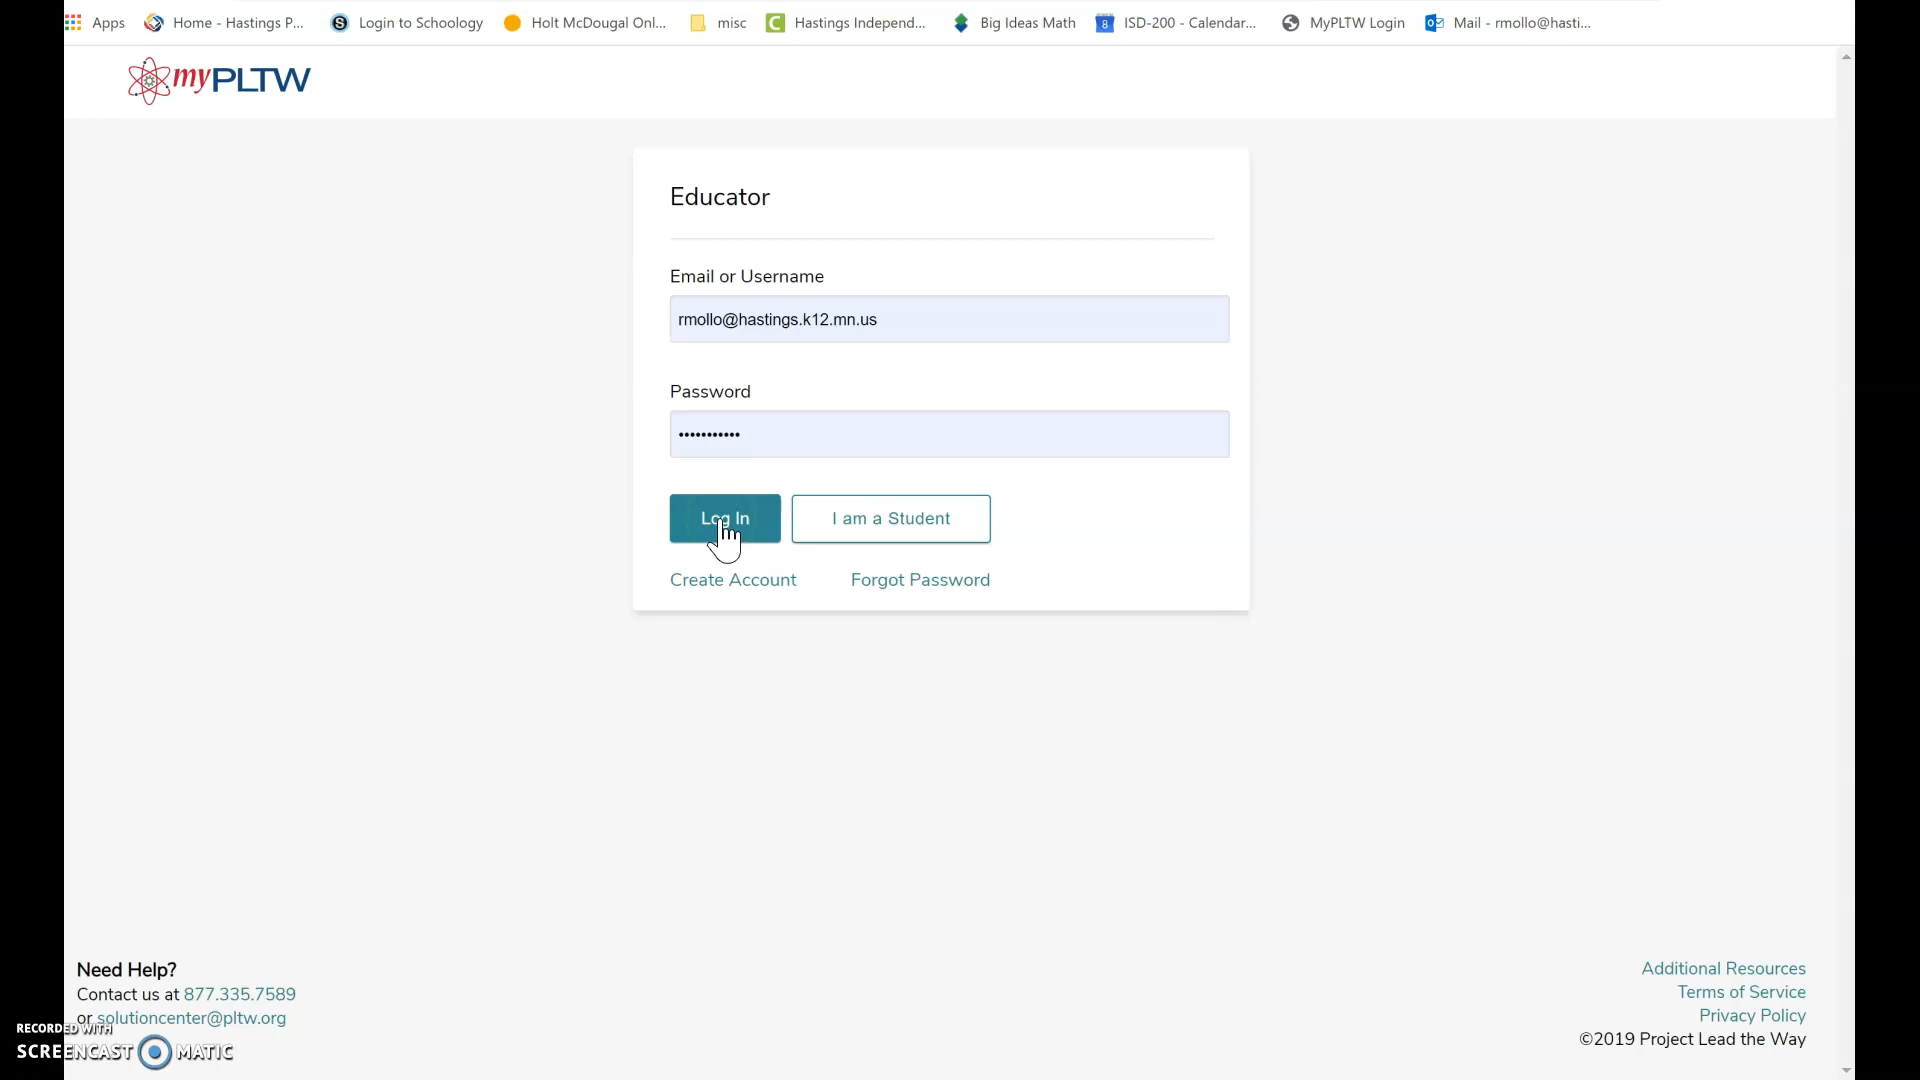 Apps Home - Hastings P... Login to Schoology Holt McDougal Onl... misc Hastings Independ... Big Ideas Math ISD-200 - Calendar... MyPLTW Login Mail - rmollo@hasti...
myPLTW
Educator
Email or Username
rmollo@hastings.k12.mn.us
Password
•••••••••••
Log In I am a Student
Create Account Forgot Password
Need Help?
Contact us at 877.335.7589
or solutioncenter@pltw.org
Additional Resources
Terms of Service
Privacy Policy
©2019 Project Lead the Way
RECORDED WITH
SCREENCAST MATIC